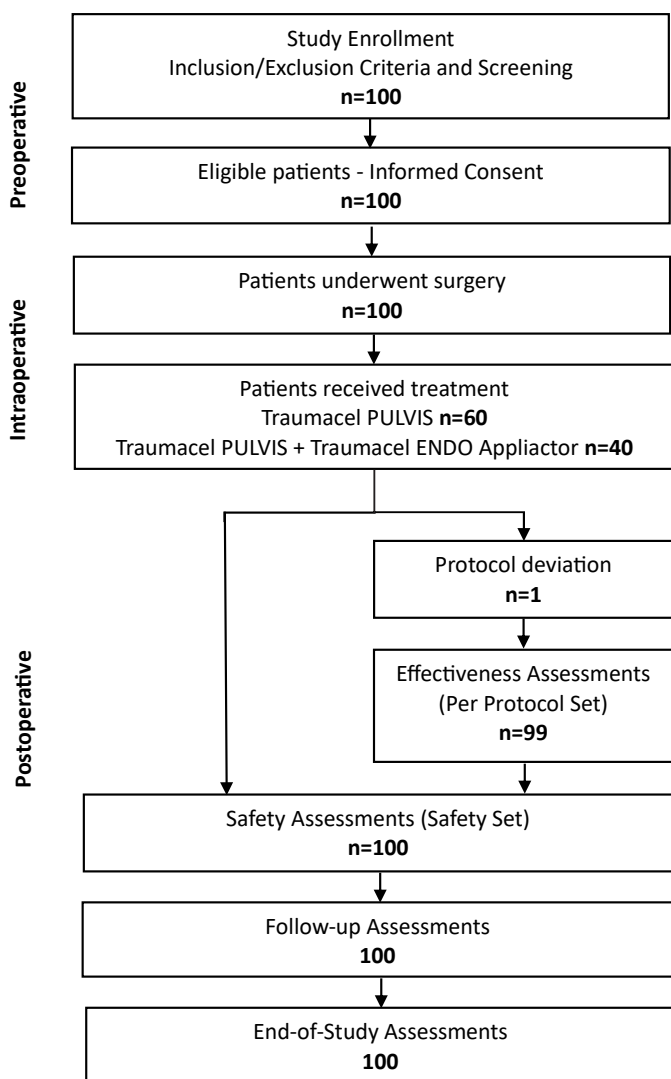 Preoperative
Study Enrollment
Inclusion/Exclusion Criteria and Screening
n=100
Eligible patients - Informed Consent
n=100
Intraoperative
Patients underwent surgery
n=100
Patients received treatment
Traumacel PULVIS n=60
Traumacel PULVIS + Traumacel ENDO Appliactor n=40
Postoperative
Protocol deviation
n=1
Effectiveness Assessments
(Per Protocol Set)
n=99
Safety Assessments (Safety Set)
n=100
Follow-up Assessments
100
End-of-Study Assessments
100